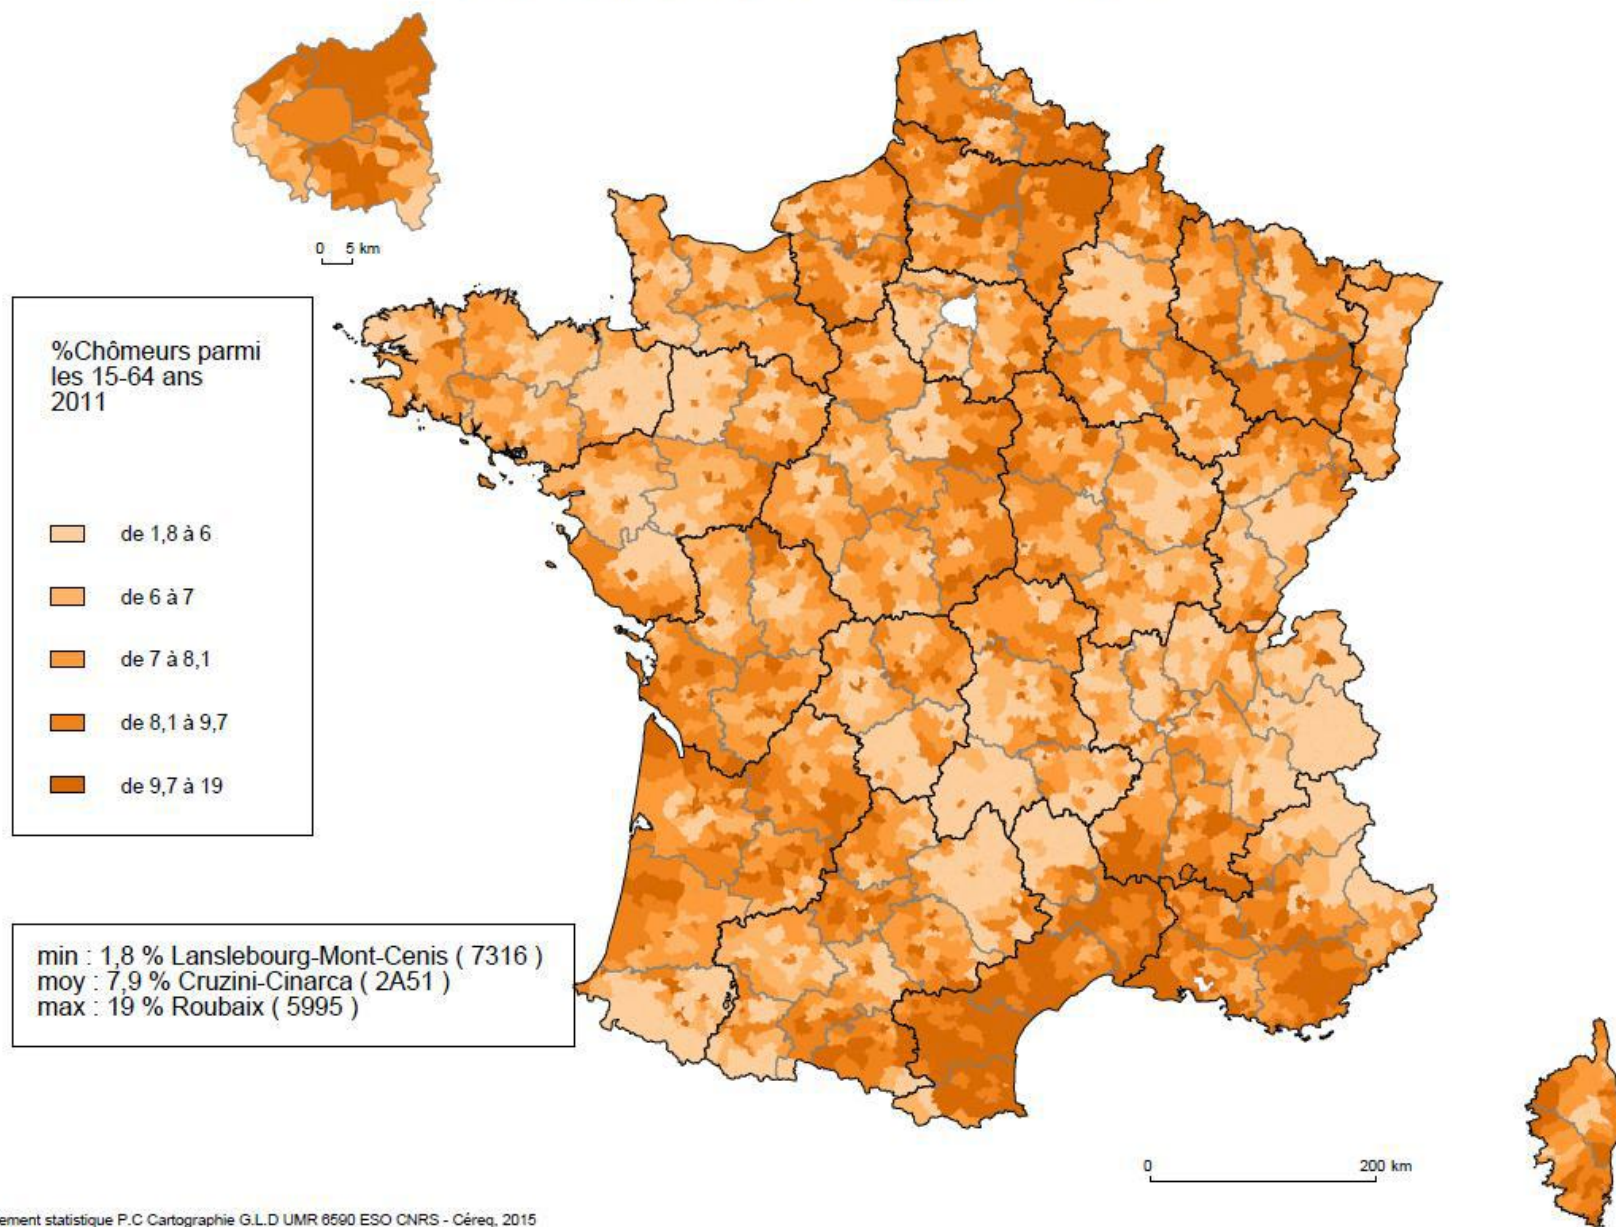 0 5 km
%Chômeurs parmi
les 15-64 ans
2011
de 1,8 à 6
de 6 à 7
de 7 à 8,1
de 8,1 à 9,7
de 9,7 à 19
min : 1,8 % Lanslebourg-Mont-Cenis ( 7316 )
moy : 7,9 % Cruzini-Cinarca ( 2A51 )
max : 19 % Roubaix ( 5995 )
0 200 km
ement statistique P.C Cartographie G.L.D UMR 6590 ESO CNRS - Céreq, 2015